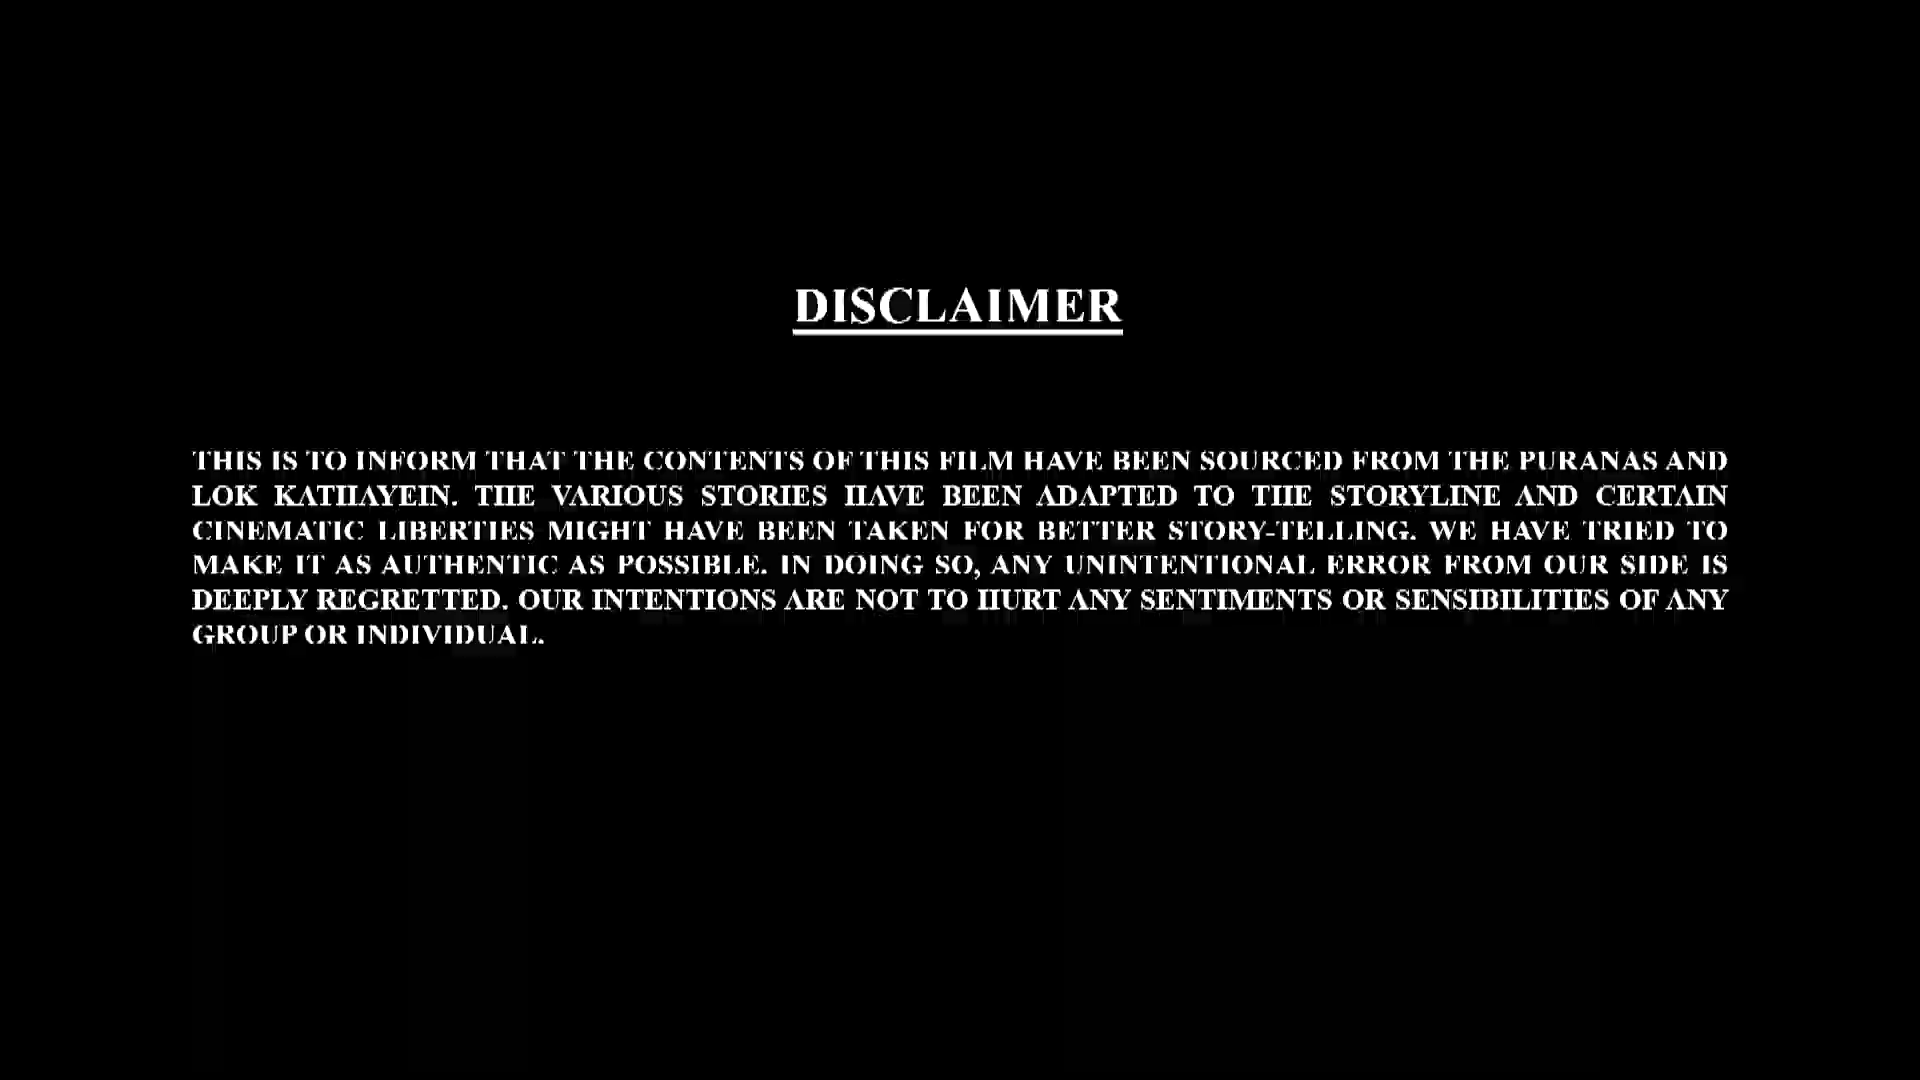 DISCLAIMER
THIS IS TO INFORM THAT THE CONTENTS OF THIS FILM HAVE BEEN SOURCED FROM THE PURANAS AND
LOK KATHAYEIN. THE VARIOUS STORIES HAVE BEEN ADAPTED TO THE STORYLINE AND CERTAIN
CINEMATIC LIBERTIES MIGHT HAVE BEEN TAKEN FOR BETTER STORY-TELLING. WE HAVE TRIED TO
MAKE IT AS AUTHENTIC AS POSSIBLE. IN DOING SO, ANY UNINTENTIONAL ERROR FROM OUR SIDE IS
DEEPLY REGRETTED. OUR INTENTIONS ARE NOT TO HURT ANY SENTIMENTS OR SENSIBILITIES OF ANY
GROUP OR INDIVIDUAL.